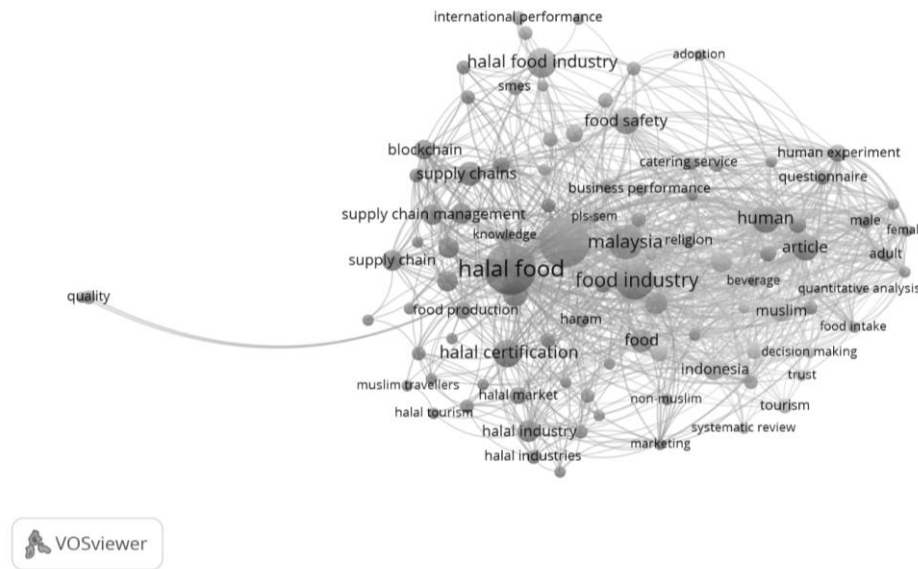 international performance
adoption
halal food industry
smes
food safety
blockchain
human experiment
catering service
supply chains
questionnaire
business performance
supply chain management
pls-sem
human
male
knowledge
malaysia
religion
femal
article
adult
supply chain
halal food
food industry
beverage
quantitative analysis
quality
food production
muslim
haram
food intake
food
halal certification
decision making
indonesia
trust
muslim travellers
halal market
non-muslim
tourism
halal tourism
systematic review
halal industry
marketing
halal industries
VOSviewer